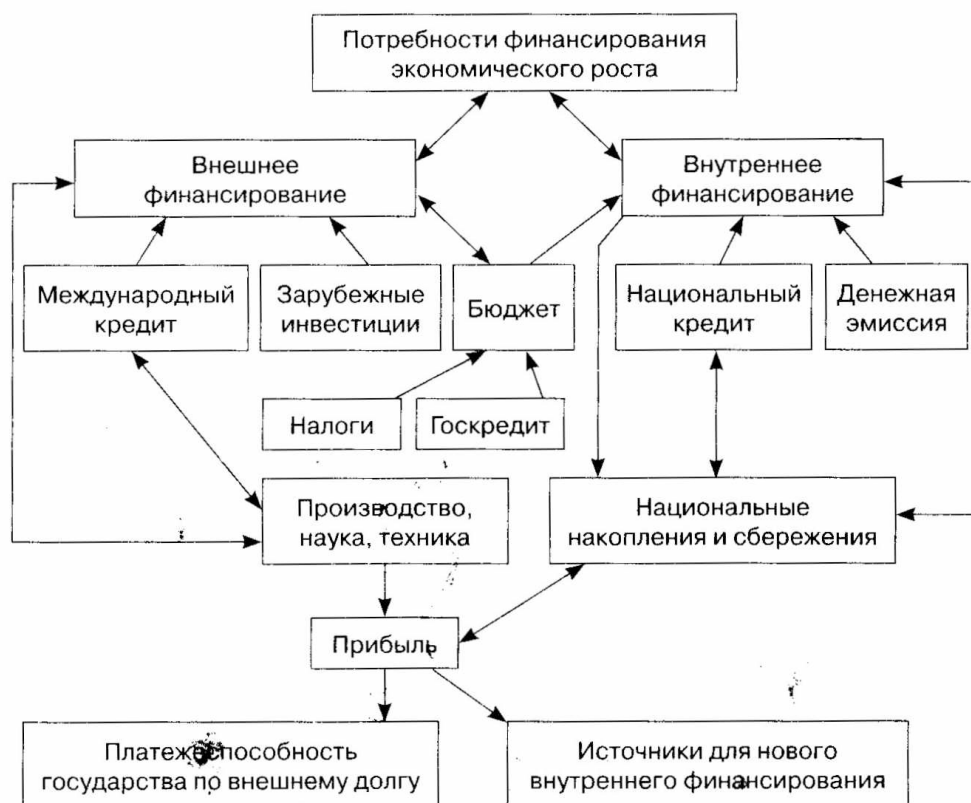 Потребности финансирования
экономического роста
Внешнее
финансирование
Внутреннее
финансирование
Международный
кредит
Зарубежные
инвестиции
Бюджет
Национальный
кредит
Денежная
эмиссия
Налоги
Госкредит
Производство,
наука, техника
Национальные
накопления и сбережения
Прибыль
Платежеспособность
государства по внешнему долгу
Источники для нового
внутреннего финансирования